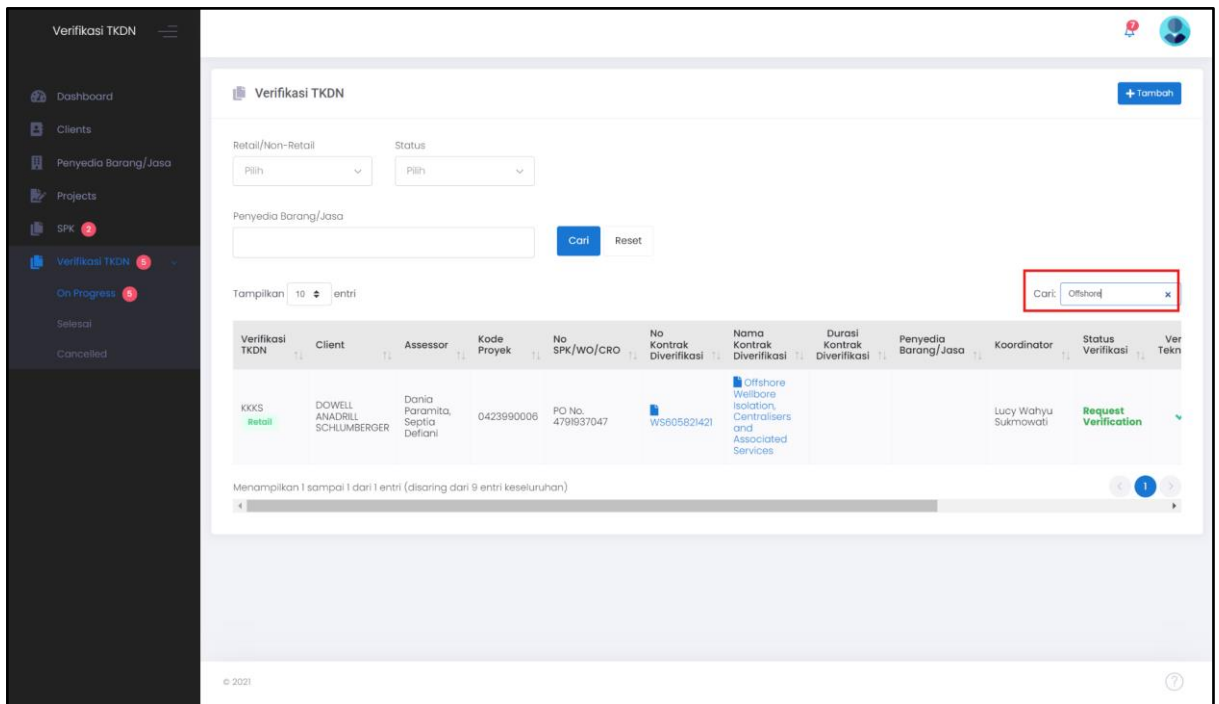 Verifikasi TKDN
7
Dashboard
Clients
Penyedia Barang/Jasa
Projects
SPK 2
Verifikasi TKDN 5
On Progress 5
Selesai
Cancelled
Verifikasi TKDN
+ Tambah
Retail/Non-Retail
Status
Pilih
Pilih
Penyedia Barang/Jasa
Cari
Reset
Tampilkan 10 entri
Cari: Offshore x
Verifikasi
TKDN
Client
Assessor
Kode
Proyek
No
SPK/WO/CRO
No
Kontrak
Diverifikasi
Nama
Kontrak
Diverifikasi
Durasi
Kontrak
Diverifikasi
Penyedia
Barang/Jasa
Koordinator
Status
Verifikasi
Ver
Tekn
KKKS
Retail
DOWELL
ANADRILL
SCHLUMBERGER
Dania
Paramita,
Septia
Defiani
0423990006
PO No.
4791937047
WS605821421
Offshore
Wellbore
Isolation,
Centralisers
and
Associated
Services
Lucy Wahyu
Sukmowati
Request
Verification
Menampilkan 1 sampai 1 dari 1 entri (disaring dari 9 entri keseluruhan)
1
© 2021
?